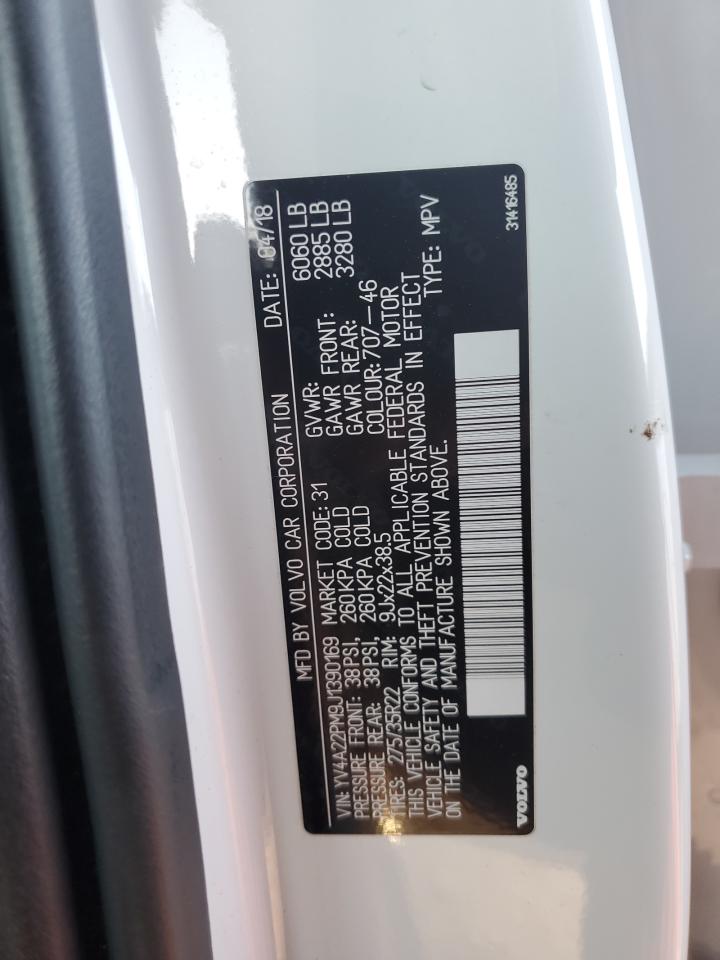 MFD BY VOLVO CAR CORPORATION DATE: 04/18
VIN: YV4A22PM9J1390169 MARKET CODE: 31 GVWR: 6060 LB
PRESSURE FRONT: 38PSI, 260KPA COLD GAWR FRONT: 2885 LB
PRESSURE REAR: 38PSI, 260KPA COLD GAWR REAR: 3280 LB
TIRES: 275/35R22 RIM: 9Jx22x38.5 COLOUR: 707-46
THIS VEHICLE CONFORMS TO ALL APPLICABLE FEDERAL MOTOR
VEHICLE SAFETY AND THEFT PREVENTION STANDARDS IN EFFECT
ON THE DATE OF MANUFACTURE SHOWN ABOVE. TYPE: MPV
VOLVO 31416485